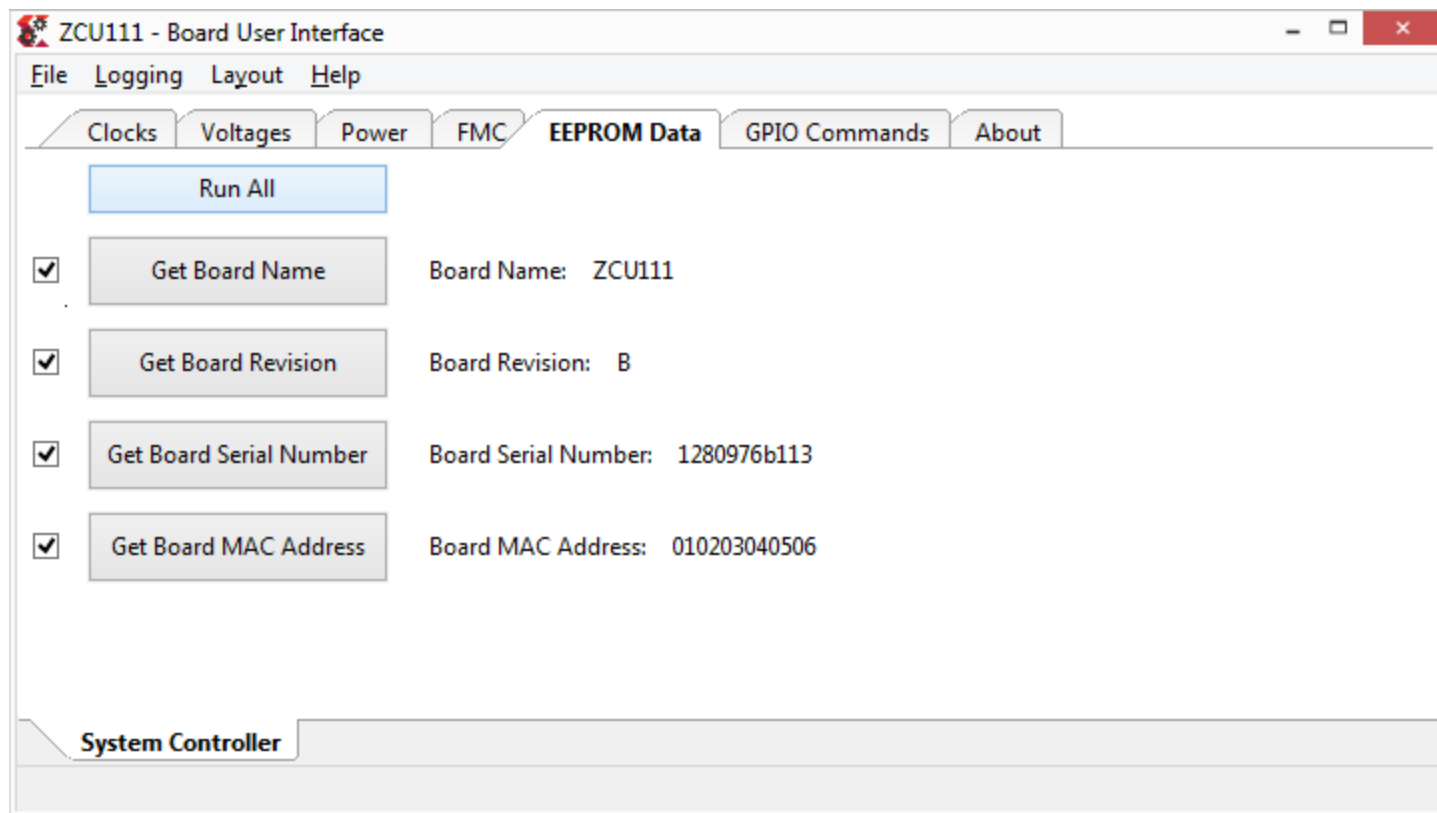 ZCU111 - Board User Interface
File Logging Layout Help
Clocks Voltages Power FMC EEPROM Data GPIO Commands About
Run All
Get Board Name Board Name: ZCU111
Get Board Revision Board Revision: B
Get Board Serial Number Board Serial Number: 1280976b113
Get Board MAC Address Board MAC Address: 010203040506
System Controller